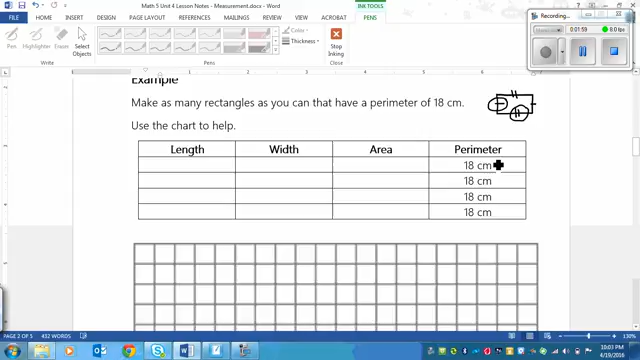 Math 5 Unit 4 Lesson Notes - Measurement.docx - Word
INK TOOLS
FILE HOME INSERT DESIGN PAGE LAYOUT REFERENCES MAILINGS REVIEW VIEW ACROBAT PENS
Pen Highlighter Eraser Select Objects
Color
Thickness
Stop Inking
Write
Pens
Close
Recording...
0:01:59
8.0 fps
Example
Make as many rectangles as you can that have a perimeter of 18 cm.
Use the chart to help.
Length Width Area Perimeter
18 cm
18 cm
18 cm
18 cm
PAGE 2 OF 5 432 WORDS
130%
10:03 PM
4/19/2016